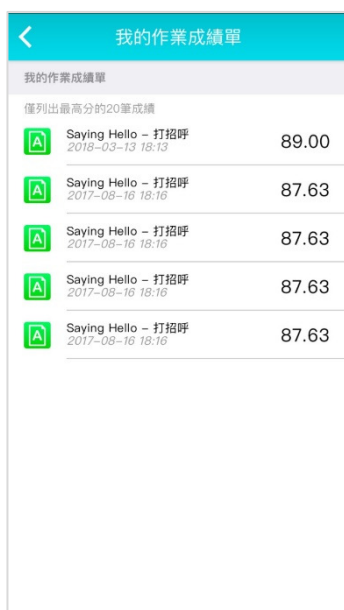 我的作業成績單
我的作業成績單
僅列出最高分的20筆成績
Saying Hello – 打招呼
2018–03–13 18:13
89.00
Saying Hello – 打招呼
2017–08–16 18:16
87.63
Saying Hello – 打招呼
2017–08–16 18:16
87.63
Saying Hello – 打招呼
2017–08–16 18:16
87.63
Saying Hello – 打招呼
2017–08–16 18:16
87.63